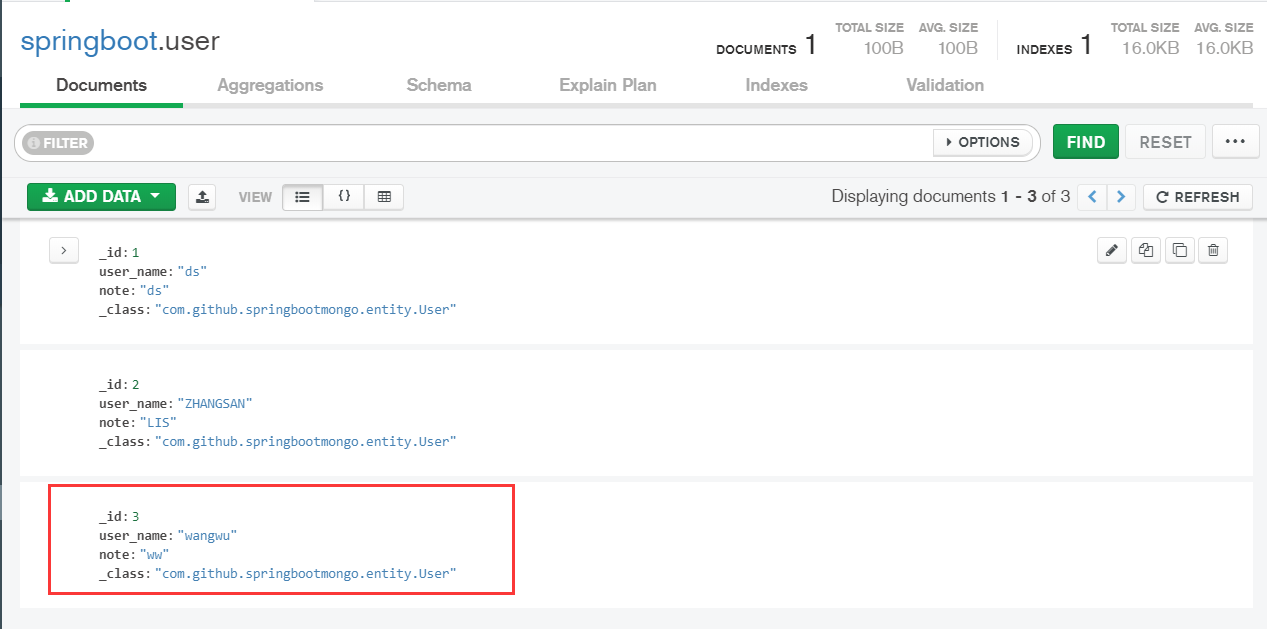 springboot.user
DOCUMENTS 1 TOTAL SIZE 100B AVG. SIZE 100B INDEXES 1 TOTAL SIZE 16.0KB AVG. SIZE 16.0KB
Documents Aggregations Schema Explain Plan Indexes Validation
FILTER OPTIONS FIND RESET ...
ADD DATA VIEW {} Displaying documents 1 - 3 of 3 REFRESH
_id: 1
user_name: "ds"
note: "ds"
_class: "com.github.springbootmongo.entity.User"
_id: 2
user_name: "ZHANGSAN"
note: "LIS"
_class: "com.github.springbootmongo.entity.User"
_id: 3
user_name: "wangwu"
note: "ww"
_class: "com.github.springbootmongo.entity.User"